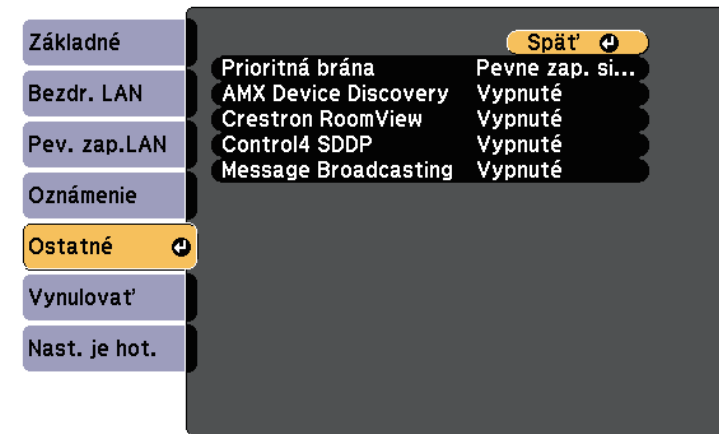 Základné
Bezdr. LAN
Pev. zap.LAN
Oznámenie
Ostatné
Vynulovať
Nast. je hot.
Späť
Prioritná brána Pevne zap. si...
AMX Device Discovery Vypnuté
Crestron RoomView Vypnuté
Control4 SDDP Vypnuté
Message Broadcasting Vypnuté